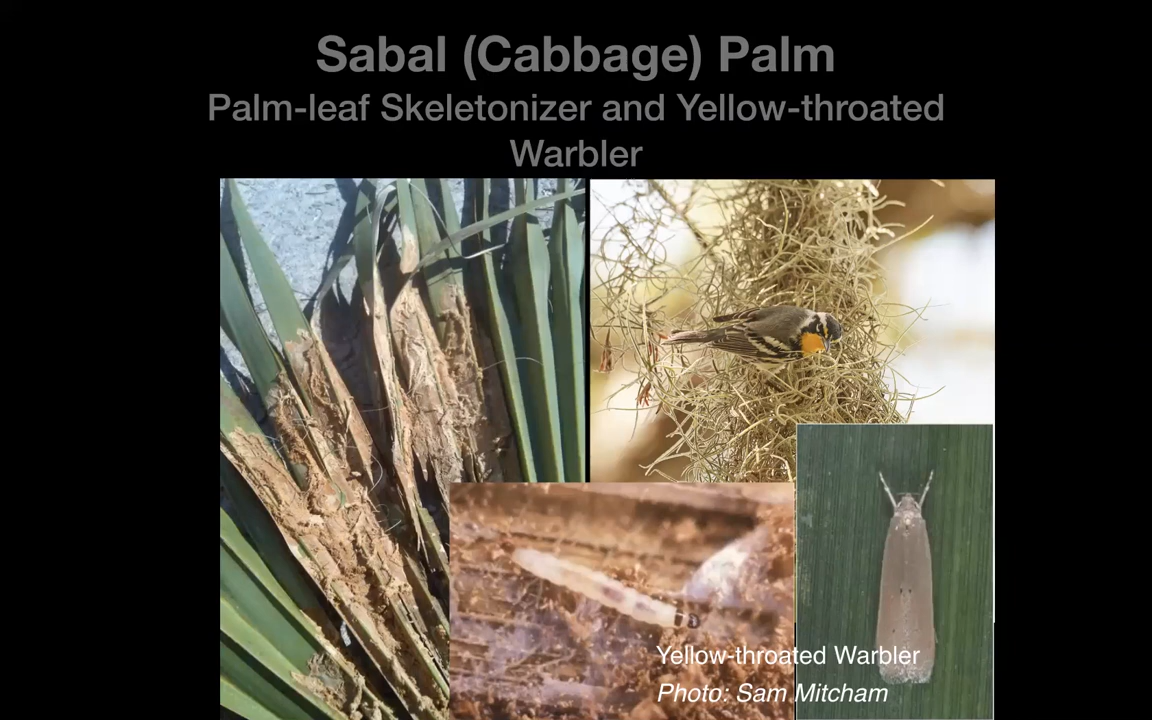 Sabal (Cabbage) Palm
Palm-leaf Skeletonizer and Yellow-throated
Warbler
Yellow-throated Warbler
Photo: Sam Mitcham